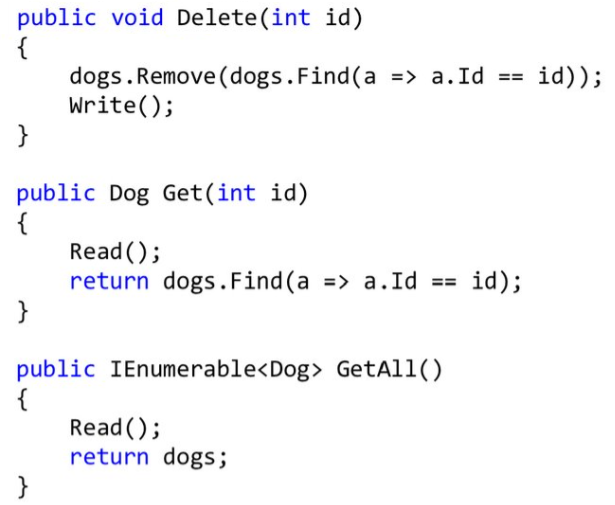 public void Delete(int id)
{
    dogs.Remove(dogs.Find(a => a.Id == id));
    Write();
}

public Dog Get(int id)
{
    Read();
    return dogs.Find(a => a.Id == id);
}

public IEnumerable<Dog> GetAll()
{
    Read();
    return dogs;
}